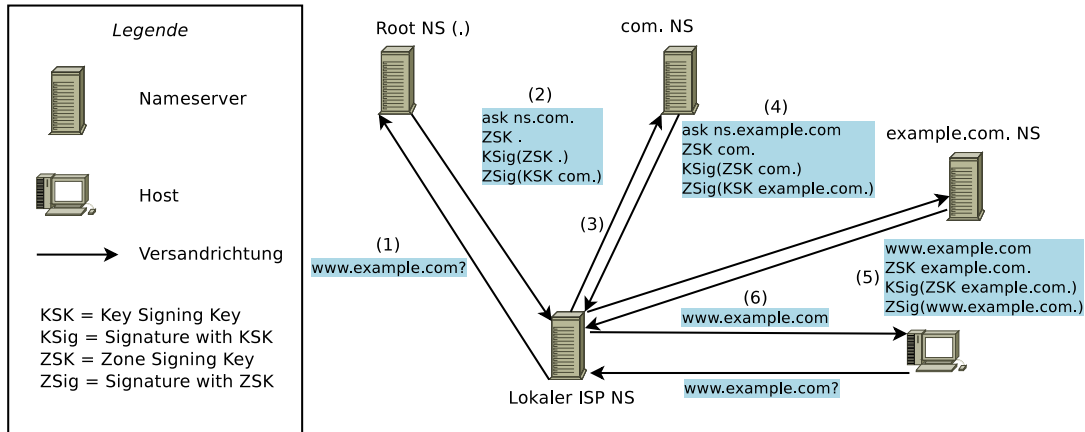 Legende
Nameserver
Host
Versandrichtung
KSK = Key Signing Key
KSig = Signature with KSK
ZSK = Zone Signing Key
ZSig = Signature with ZSK
Root NS (.)
com. NS
example.com. NS
(1)
www.example.com?
(2)
ask ns.com.
ZSK .
KSig(ZSK .)
ZSig(KSK com.)
(3)
(4)
ask ns.example.com
ZSK com.
KSig(ZSK com.)
ZSig(KSK example.com.)
(5)
www.example.com
ZSK example.com.
KSig(ZSK example.com.)
ZSig(www.example.com.)
(6)
www.example.com
www.example.com?
Lokaler ISP NS